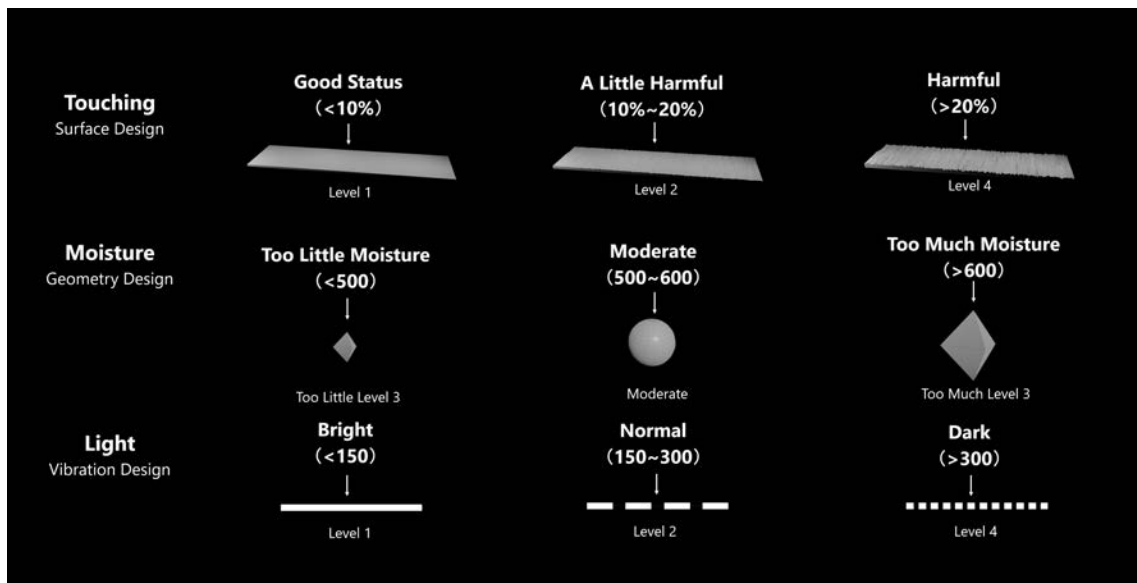 Touching
Surface Design
Good Status
(<10%)
Level 1
A Little Harmful
(10%~20%)
Level 2
Harmful
(>20%)
Level 4
Moisture
Geometry Design
Too Little Moisture
(<500)
Too Little Level 3
Moderate
(500~600)
Moderate
Too Much Moisture
(>600)
Too Much Level 3
Light
Vibration Design
Bright
(<150)
Level 1
Normal
(150~300)
Level 2
Dark
(>300)
Level 4